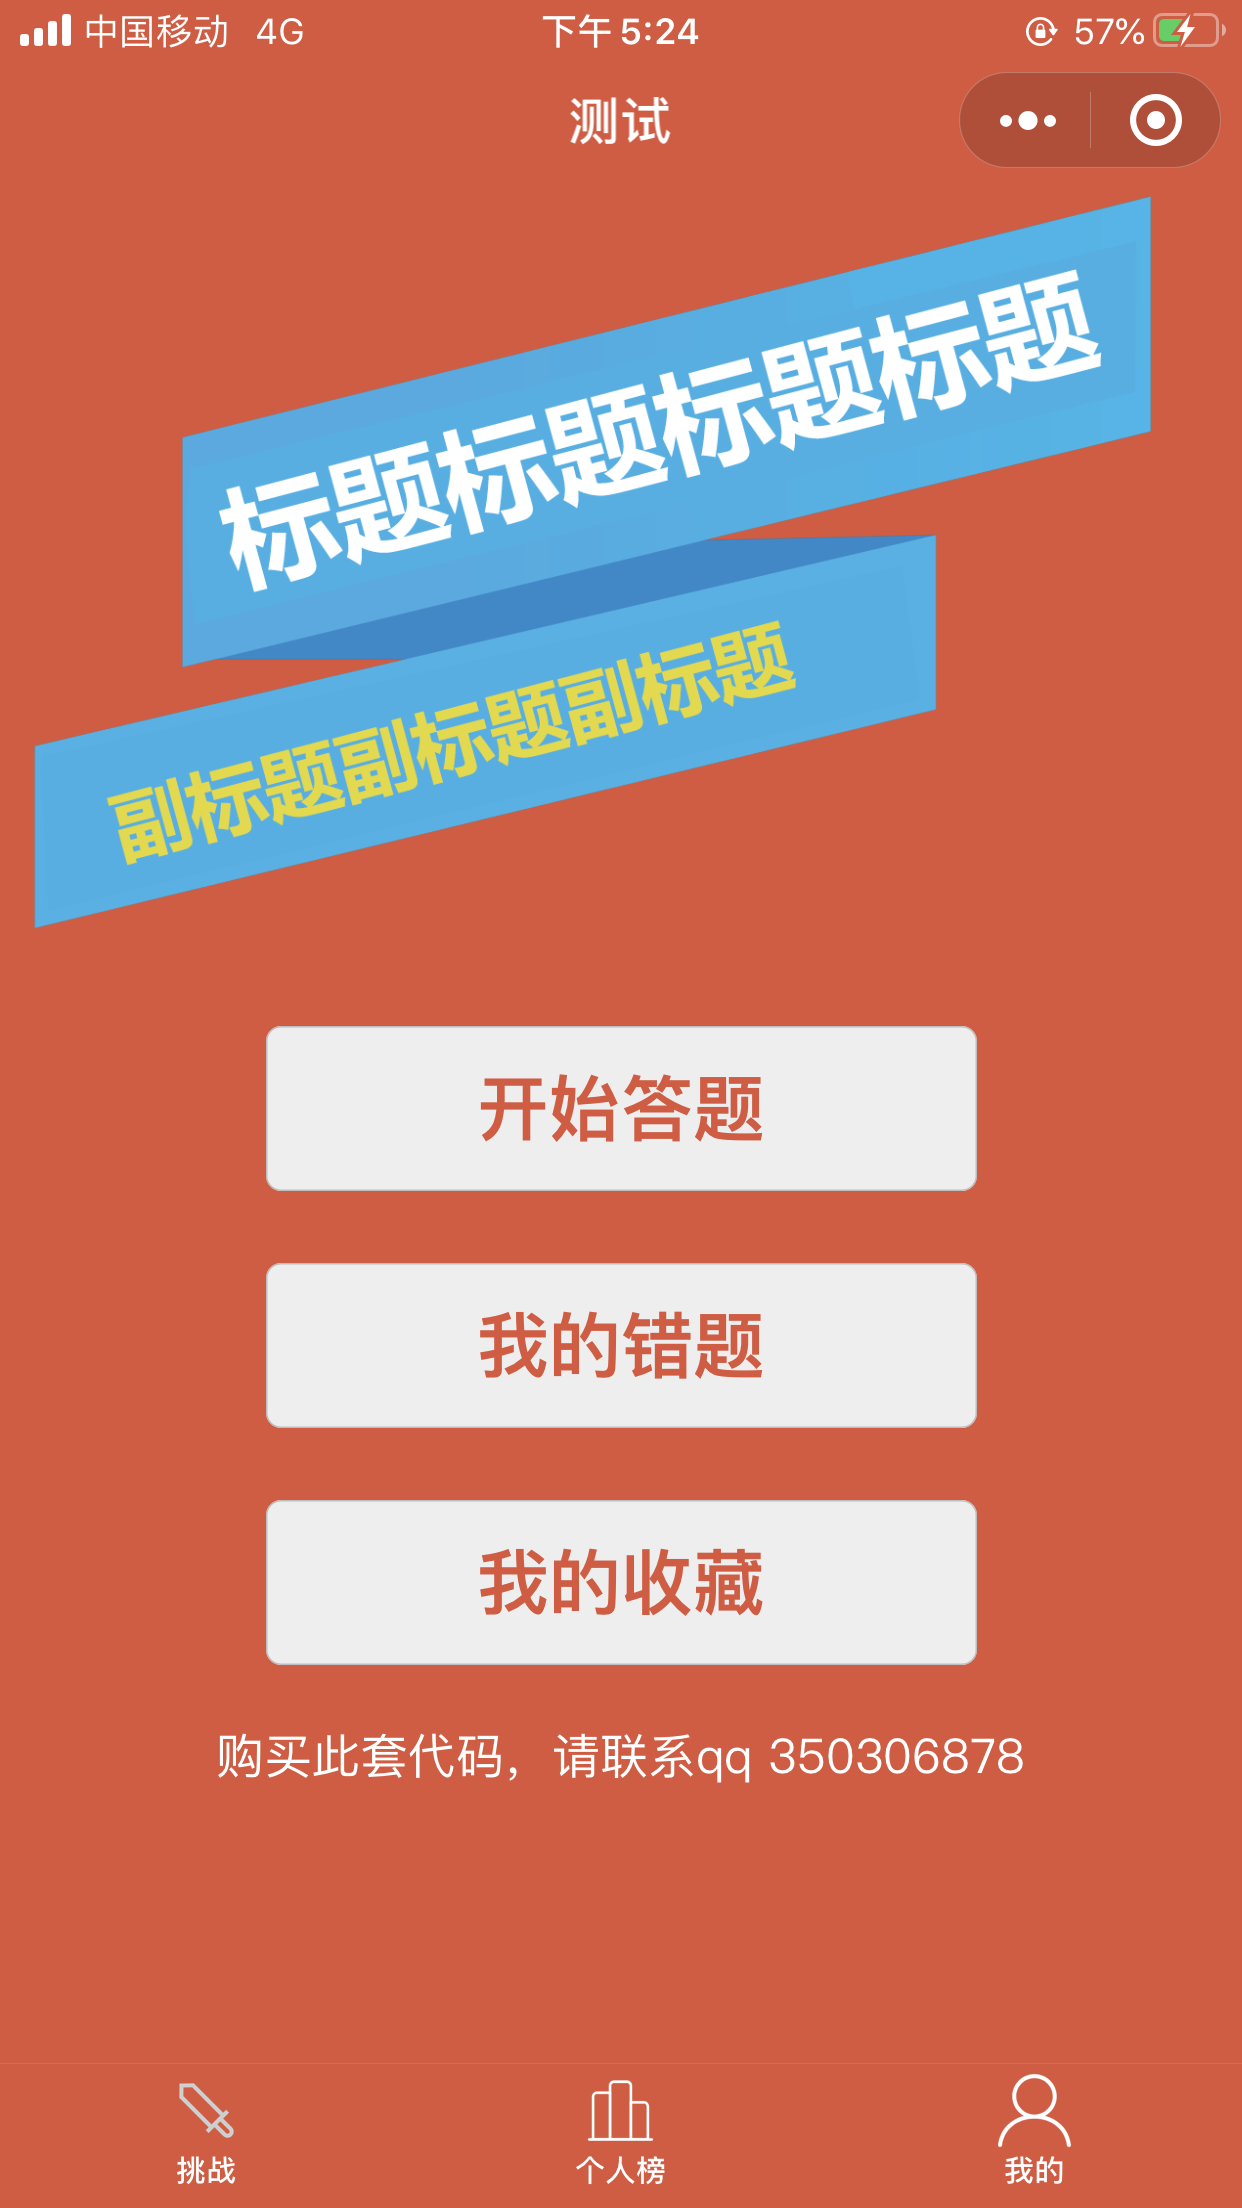 中国移动 4G 下午 5:24 57%
测试
标题标题标题标题
副标题副标题副标题
开始答题
我的错题
我的收藏
购买此套代码，请联系qq 350306878
挑战 个人榜 我的